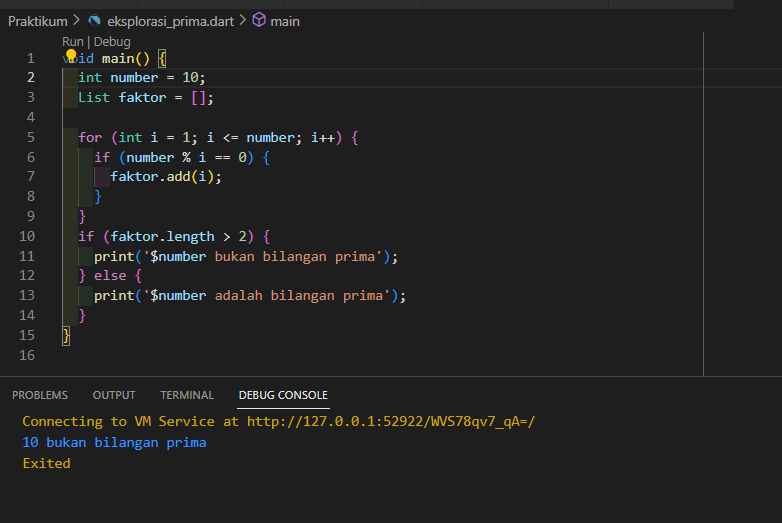 Praktikum > eksplorasi_prima.dart > main
Run | Debug
1 void main() {
2 int number = 10;
3 List faktor = [];
4
5 for (int i = 1; i <= number; i++) {
6 if (number % i == 0) {
7 faktor.add(i);
8 }
9 }
10 if (faktor.length > 2) {
11 print('$number bukan bilangan prima');
12 } else {
13 print('$number adalah bilangan prima');
14 }
15 }
16
PROBLEMS OUTPUT TERMINAL DEBUG CONSOLE
Connecting to VM Service at http://127.0.0.1:52922/WVS78qv7_qA=/
10 bukan bilangan prima
Exited